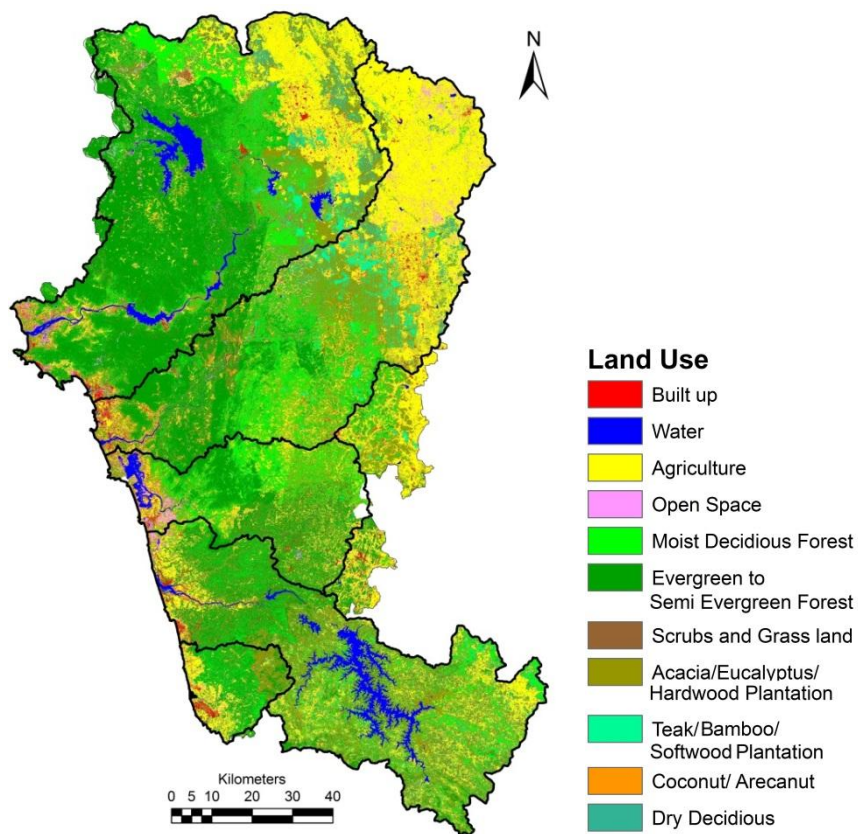 N
Land Use
Built up
Water
Agriculture
Open Space
Moist Decidious Forest
Evergreen to
Semi Evergreen Forest
Scrubs and Grass land
Acacia/Eucalyptus/
Hardwood Plantation
Teak/Bamboo/
Softwood Plantation
Coconut/ Arecanut
Dry Decidious
Kilometers
0 5 10 20 30 40